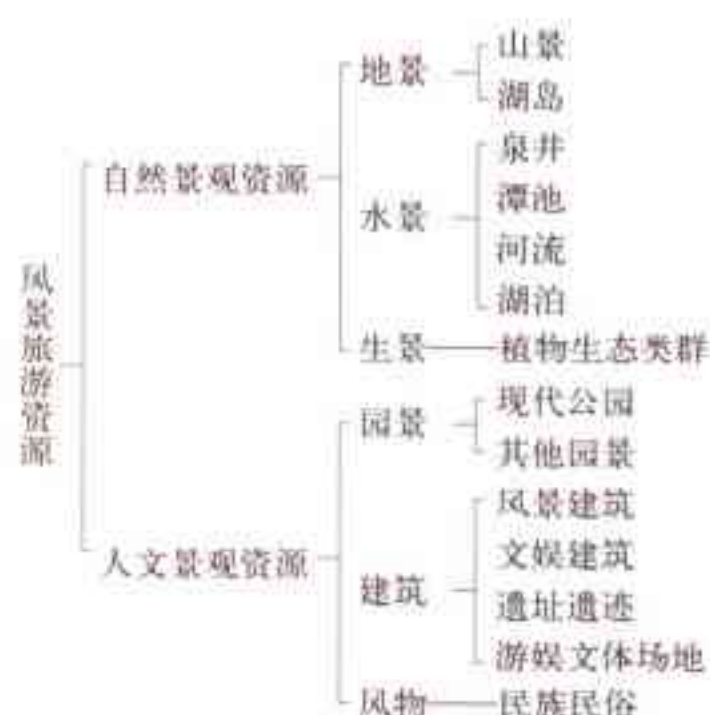 风景旅游资源
自然景观资源
地景
山景
湖岛
水景
泉井
潭池
河流
湖泊
生景
植物生态类群
人文景观资源
园景
现代公园
其他园景
建筑
风景建筑
文娱建筑
遗址遗迹
游娱文体场地
风物
民族民俗